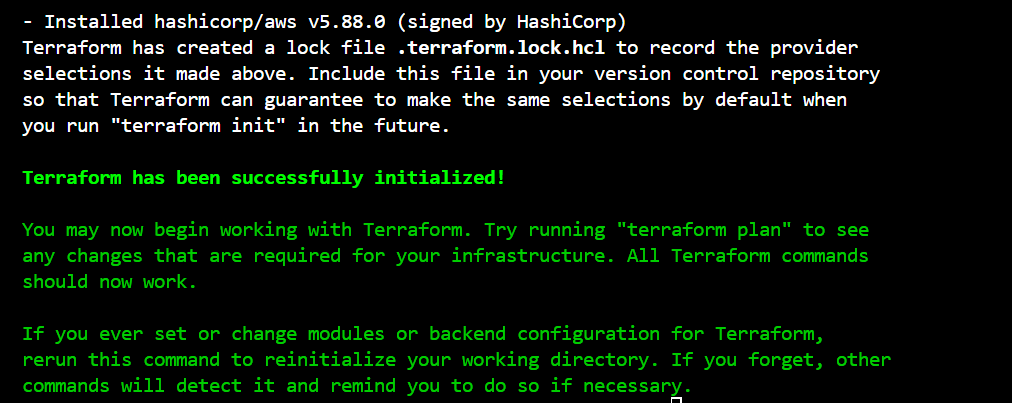 - Installed hashicorp/aws v5.88.0 (signed by HashiCorp)
Terraform has created a lock file .terraform.lock.hcl to record the provider
selections it made above. Include this file in your version control repository
so that Terraform can guarantee to make the same selections by default when
you run "terraform init" in the future.
Terraform has been successfully initialized!
You may now begin working with Terraform. Try running "terraform plan" to see
any changes that are required for your infrastructure. All Terraform commands
should now work.
If you ever set or change modules or backend configuration for Terraform,
rerun this command to reinitialize your working directory. If you forget, other
commands will detect it and remind you to do so if necessary.